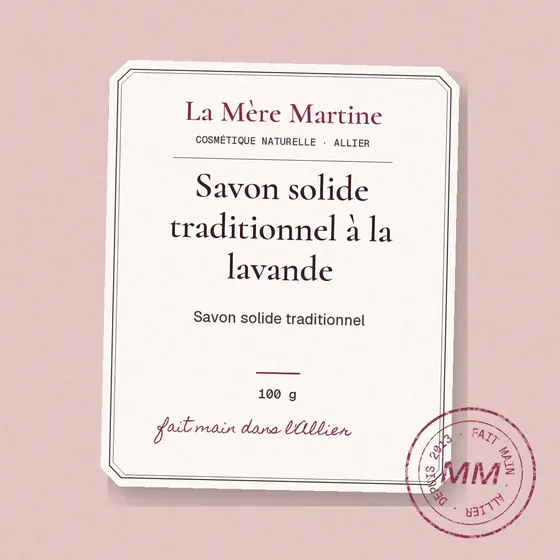 La Mère Martine
COSMÉTIQUE NATURELLE · ALLIER
Savon solide
traditionnel à la
lavande
Savon solide traditionnel
100 g
fait main dans l'Allier
DEPUIS 2013 · FAIT MAIN · ALLIER ·
MM